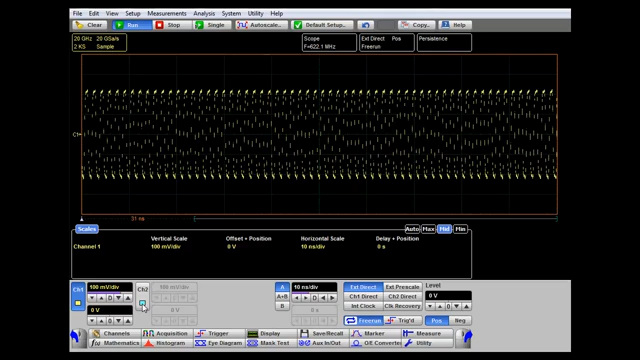 File Edit View Setup Measurements Analysis System Utility Help
Clear Run Stop Single Autoscale... Default Setup... Copy... Help
20 GHz 20 GSa/s
2 KS Sample
Scope
F=622.1 MHz
Ext Direct Pos
Freerun
Persistence
C1
31 ns
Scales
Auto Max Mid Min
Vertical Scale Offset + Position Horizontal Scale Delay + Position
Channel 1 100 mV/div 0 V 10 ns/div 0 s
Ch1 100 mV/div Ch2 100 mV/div A 10 ns/div Ext Direct Ext Prescale Level
A+B Ch1 Direct Ch2 Direct 0 V
0 V 0 V B 0 s Int Clock Clk Recovery
Freerun Trig'd Pos Neg
Channels Acquisition Trigger Display Save/Recall Marker Measure
Mathematics Histogram Eye Diagram Mask Test Aux In/Out O/E Converter Utility